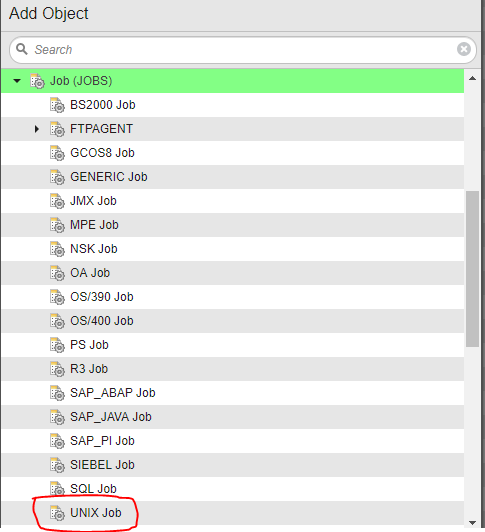 Add Object
Search
Job (JOBS)
BS2000 Job
FTPAGENT
GCOS8 Job
GENERIC Job
JMX Job
MPE Job
NSK Job
OA Job
OS/390 Job
OS/400 Job
PS Job
R3 Job
SAP_ABAP Job
SAP_JAVA Job
SAP_PI Job
SIEBEL Job
SQL Job
UNIX Job